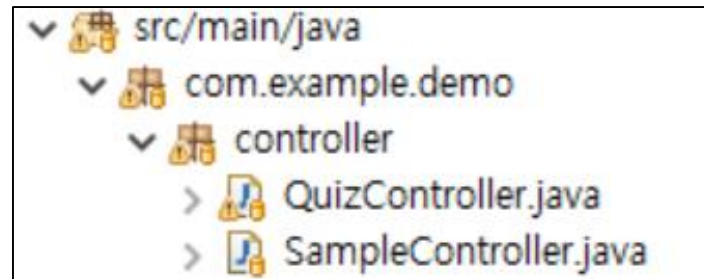 src/main/java
com.example.demo
controller
QuizController.java
SampleController.java